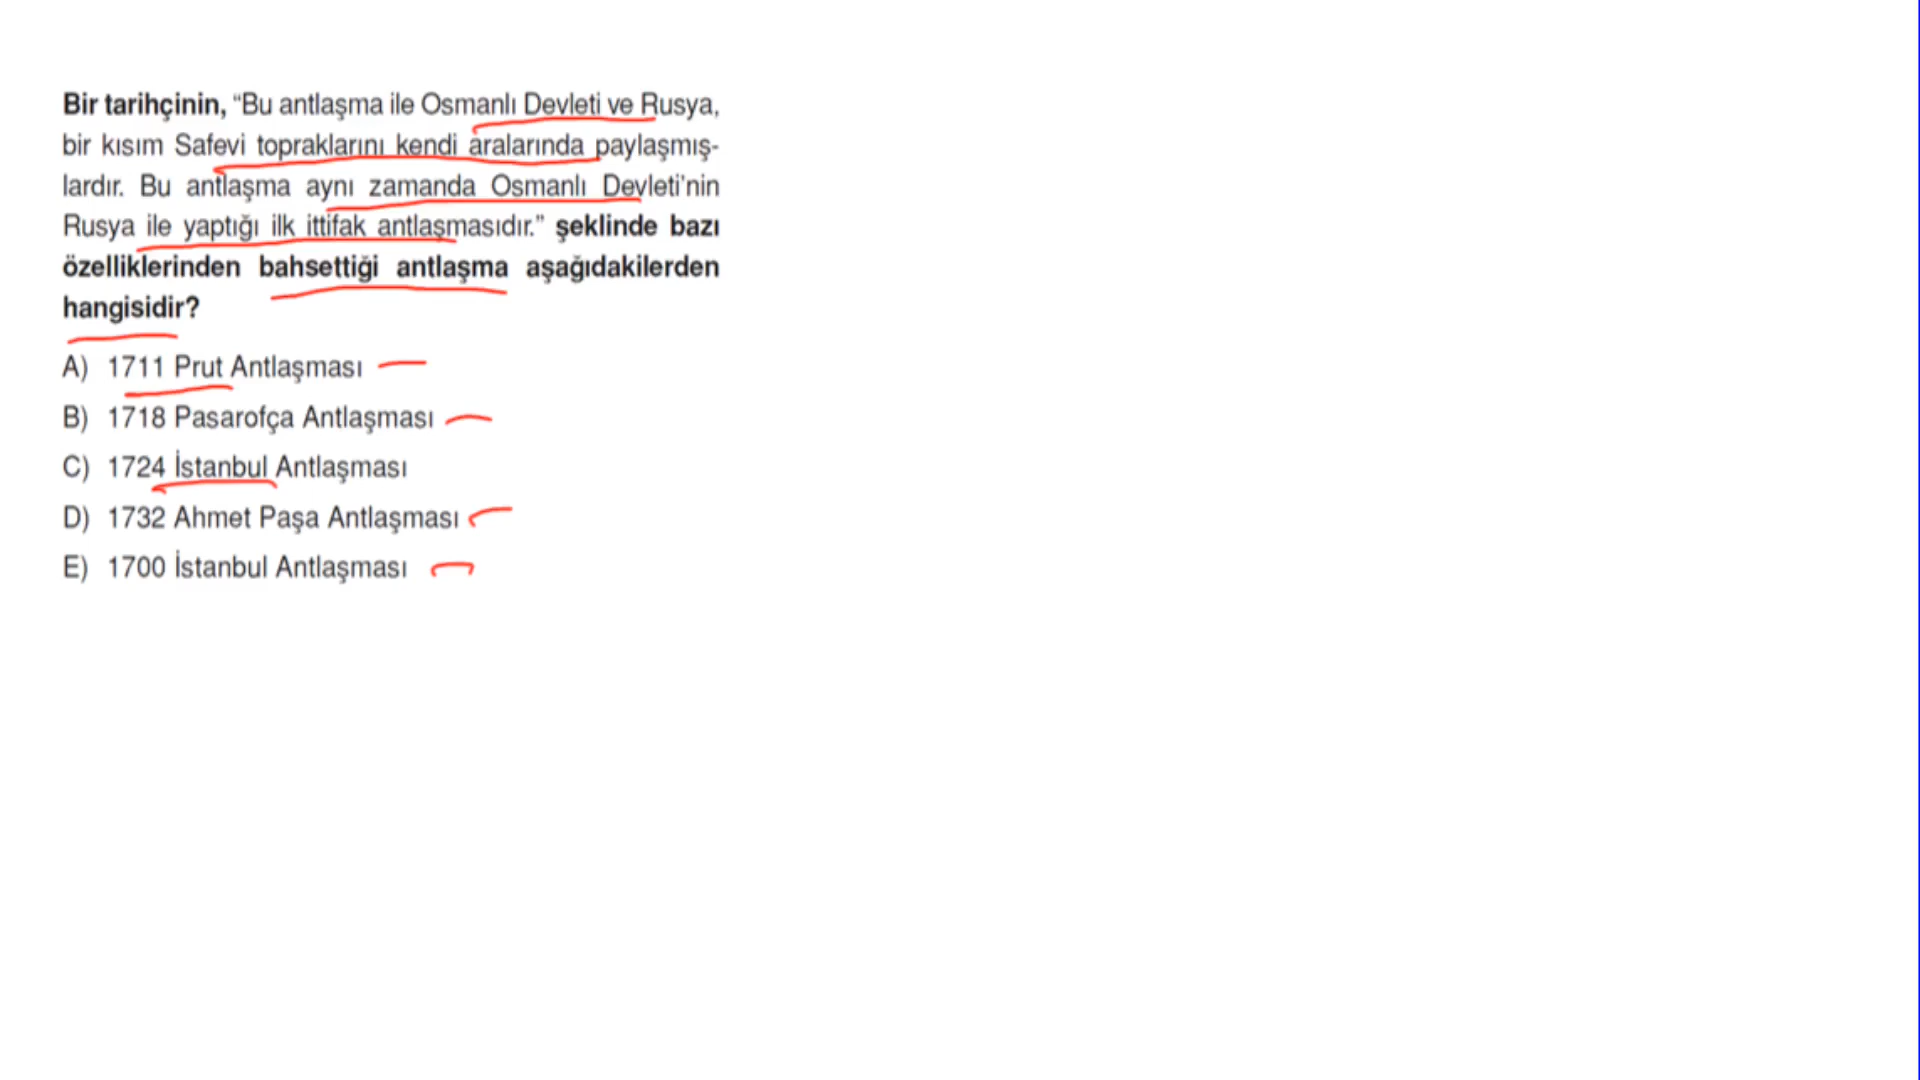 Bir tarihçinin, “Bu antlaşma ile Osmanlı Devleti ve Rusya,
bir kısım Safevi topraklarını kendi aralarında paylaşmış-
lardır. Bu antlaşma aynı zamanda Osmanlı Devleti’nin
Rusya ile yaptığı ilk ittifak antlaşmasıdır.” şeklinde bazı
özelliklerinden bahsettiği antlaşma aşağıdakilerden
hangisidir?
A) 1711 Prut Antlaşması
B) 1718 Pasarofça Antlaşması
C) 1724 İstanbul Antlaşması
D) 1732 Ahmet Paşa Antlaşması
E) 1700 İstanbul Antlaşması